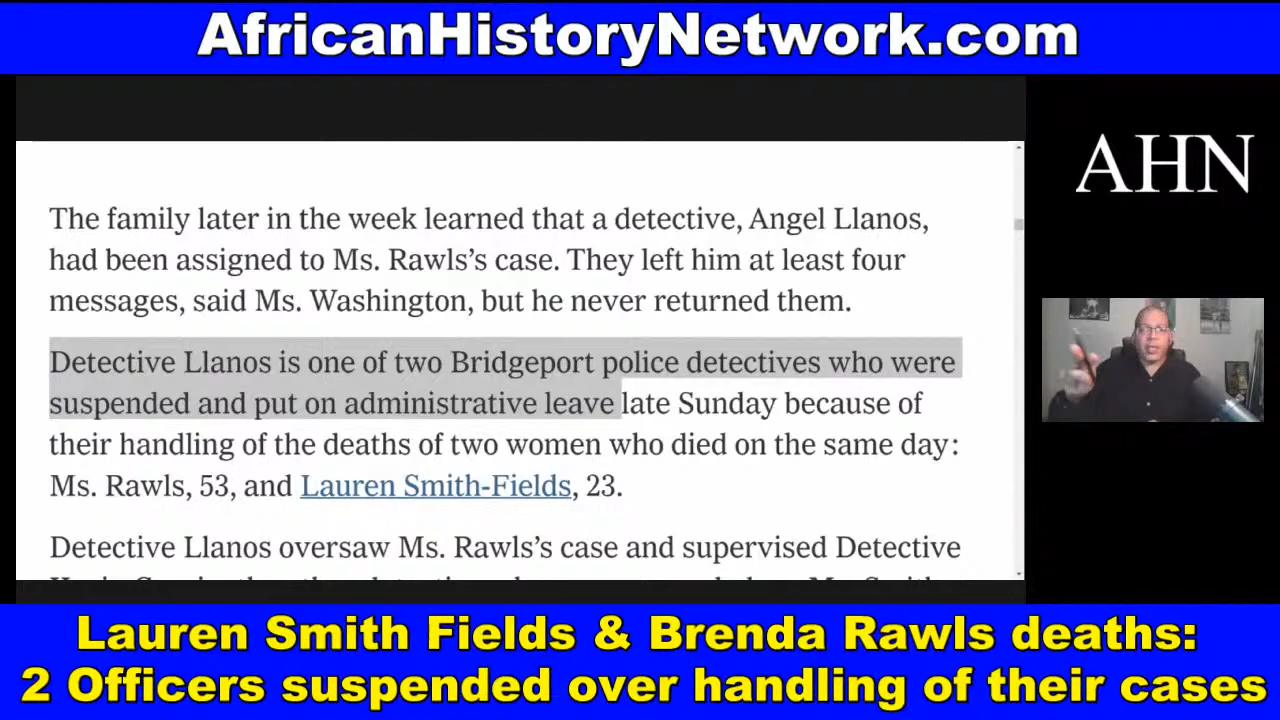 AfricanHistoryNetwork.com
AHN
The family later in the week learned that a detective, Angel Llanos,
had been assigned to Ms. Rawls's case. They left him at least four
messages, said Ms. Washington, but he never returned them.
Detective Llanos is one of two Bridgeport police detectives who were
suspended and put on administrative leave late Sunday because of
their handling of the deaths of two women who died on the same day:
Ms. Rawls, 53, and Lauren Smith-Fields, 23.
Detective Llanos oversaw Ms. Rawls's case and supervised Detective
Lauren Smith Fields & Brenda Rawls deaths:
2 Officers suspended over handling of their cases